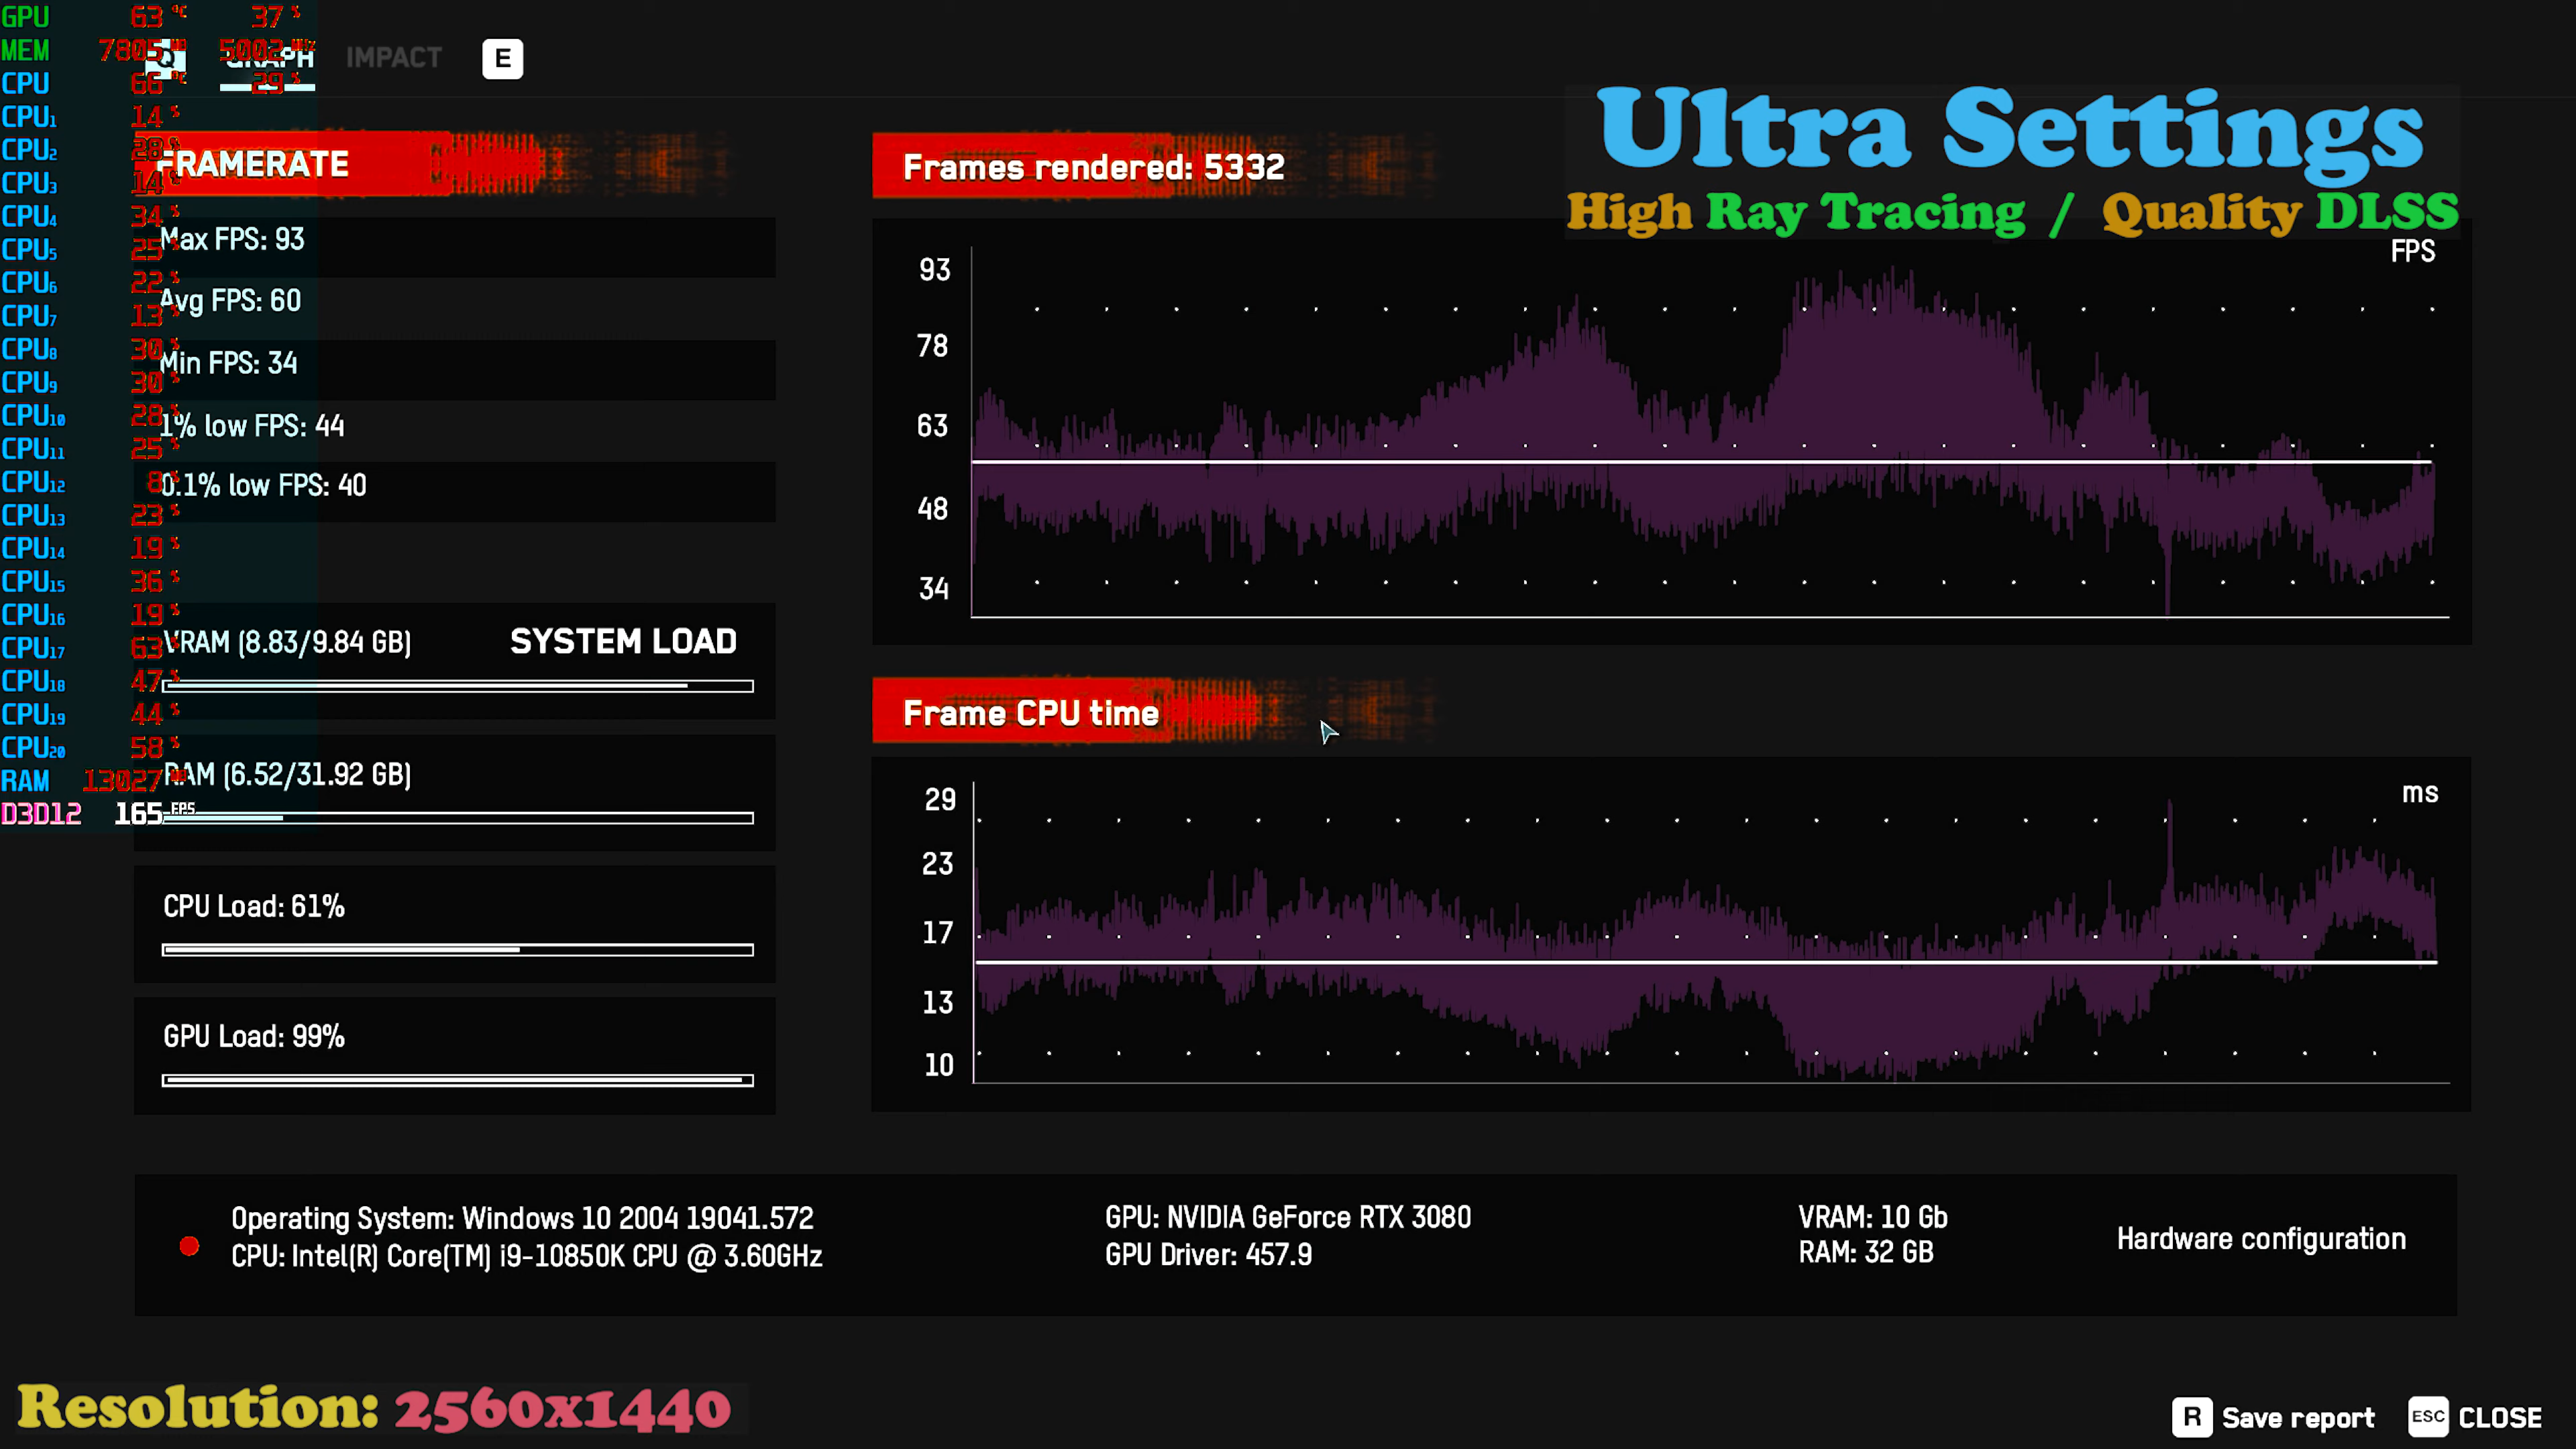 GPU 63 °C 37 %
MEM 7805 MB 5002 MHz
CPU 66 °C 29 %
CPU1 14 %
CPU2 28 %
CPU3 14 %
CPU4 34 %
CPU5 25 %
CPU6 22 %
CPU7 13 %
CPU8 30 %
CPU9 30 %
CPU10 28 %
CPU11 25 %
CPU12 8 %
CPU13 23 %
CPU14 19 %
CPU15 36 %
CPU16 19 %
CPU17 63 %
CPU18 47 %
CPU19 44 %
CPU20 58 %
RAM 13027 MB
D3D12 165 FPS
Q GRAPH IMPACT E
Ultra Settings
High Ray Tracing / Quality DLSS
FRAMERATE
Max FPS: 93
Avg FPS: 60
Min FPS: 34
1% low FPS: 44
0.1% low FPS: 40
VRAM (8.83/9.84 GB) SYSTEM LOAD
RAM (6.52/31.92 GB)
CPU Load: 61%
GPU Load: 99%
Frames rendered: 5332
FPS
93
78
63
48
34
Frame CPU time
ms
29
23
17
13
10
Operating System: Windows 10 2004 19041.572
CPU: Intel(R) Core(TM) i9-10850K CPU @ 3.60GHz
GPU: NVIDIA GeForce RTX 3080
GPU Driver: 457.9
VRAM: 10 Gb
RAM: 32 GB
Hardware configuration
Resolution: 2560x1440
R Save report ESC CLOSE